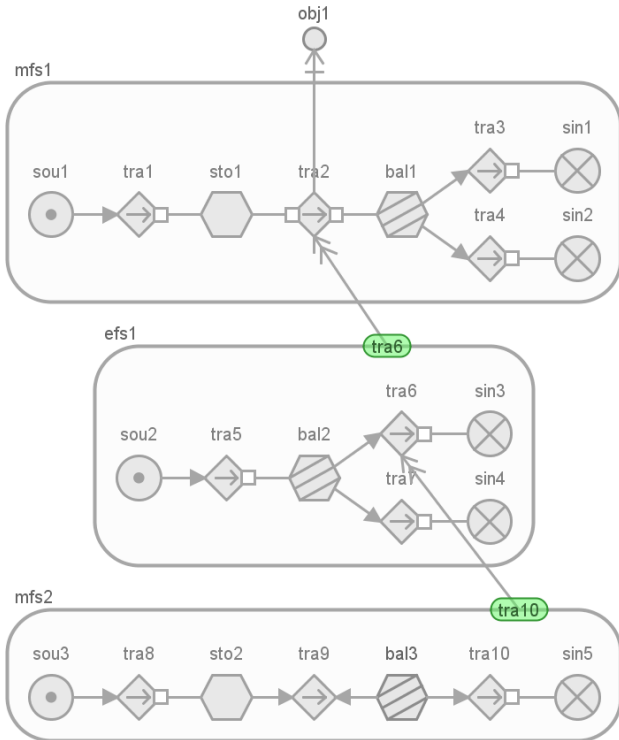 obj1
mfs1
tra3 sin1
sou1 tra1 sto1 tra2 bal1
tra4 sin2
efs1
tra6
tra6 sin3
sou2 tra5 bal2
tra7 sin4
mfs2
tra10
sou3 tra8 sto2 tra9 bal3 tra10 sin5